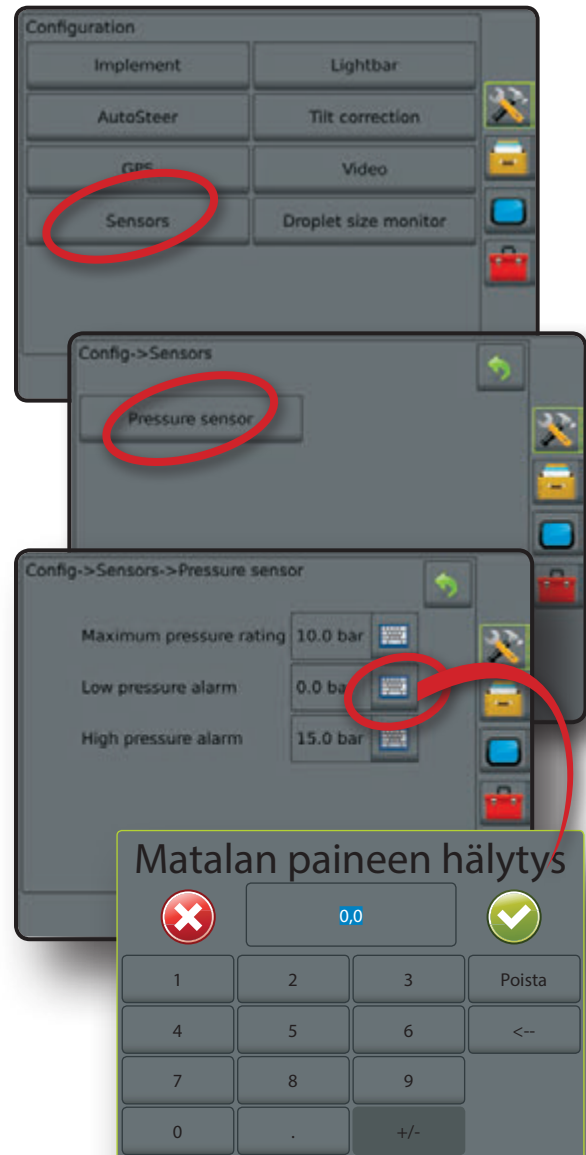 Configuration
Implement Lightbar
AutoSteer Tilt correction
GPS Video
Sensors Droplet size monitor
Config->Sensors
Pressure sensor
Config->Sensors->Pressure sensor
Maximum pressure rating 10.0 bar
Low pressure alarm 0.0 bar
High pressure alarm 15.0 bar
Matalan paineen hälytys
0,0
1 2 3 Poista
4 5 6 <--
7 8 9
0 . +/-